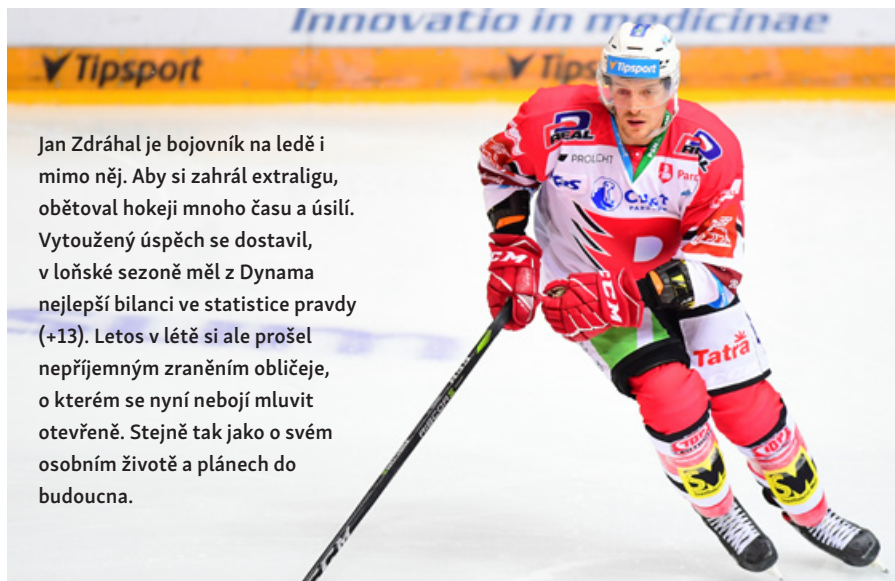 Innovatio in medicinae
Tipsport
Tips
Tipsport
Jan Zdráhal je bojovník na ledě i
mimo něj. Aby si zahrál extraligu,
obětoval hokeji mnoho času a úsilí.
Vytoužený úspěch se dostavil,
v loňské sezoně měl z Dynama
nejlepší bilanci ve statistice pravdy
(+13). Letos v létě si ale prošel
nepříjemným zraněním obličeje,
o kterém se nyní nebojí mluvit
otevřeně. Stejně tak jako o svém
osobním životě a plánech do
budoucna.
REAL
PROLICHT
CCM
CCM
Tatra
CCM